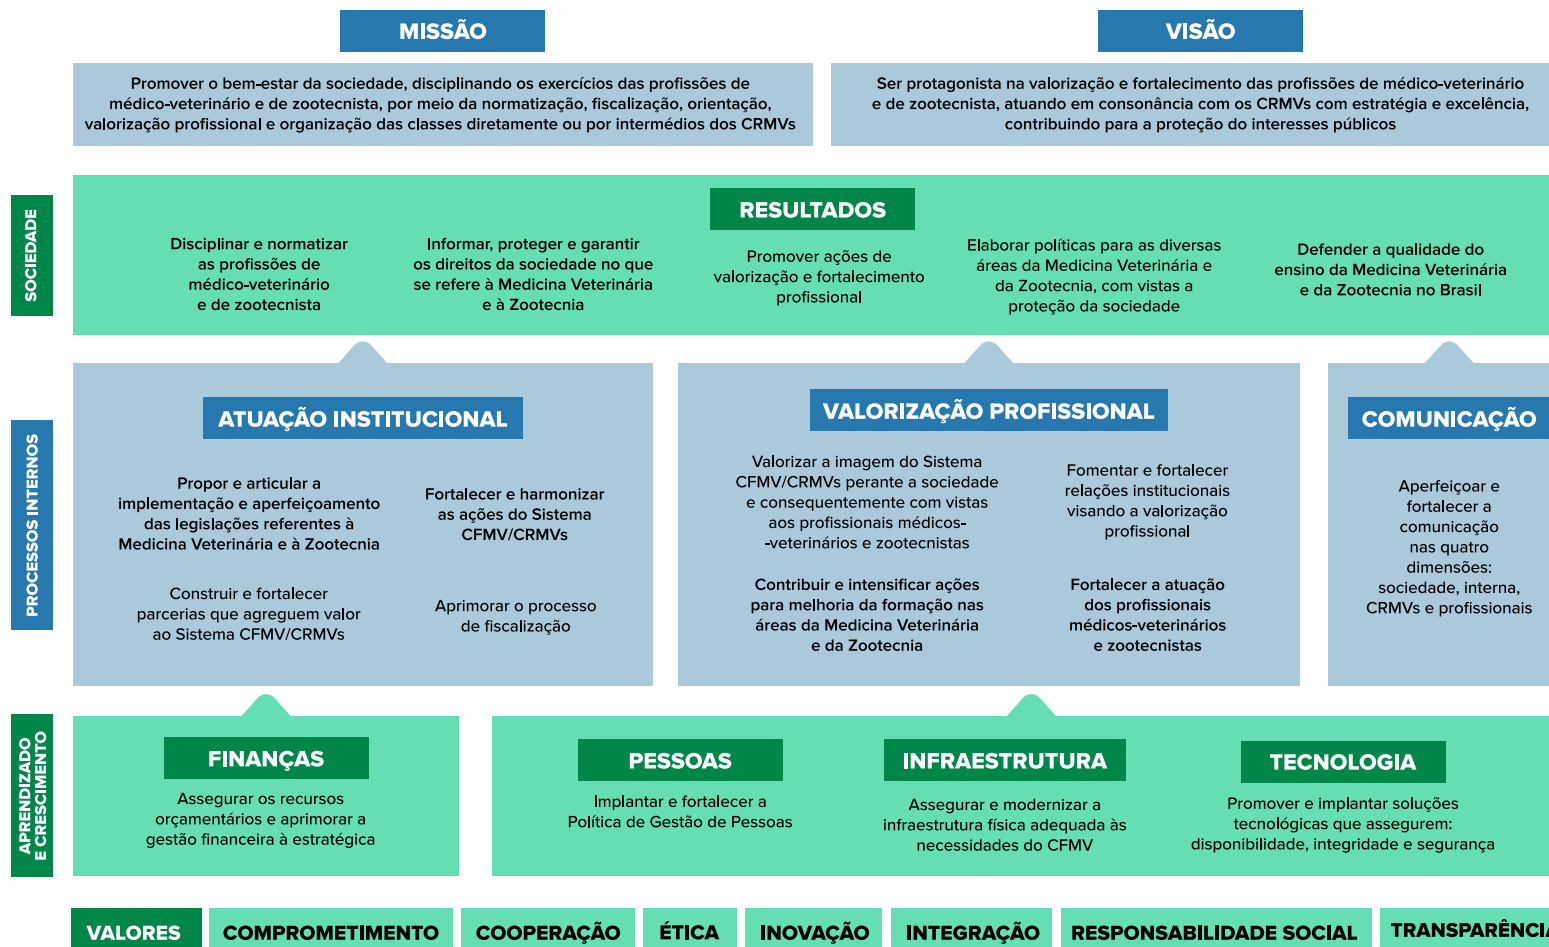 MISSÃO
Promover o bem-estar da sociedade, disciplinando os exercícios das profissões de
médico-veterinário e de zootecnista, por meio da normatização, fiscalização, orientação,
valorização profissional e organização das classes diretamente ou por intermédios dos CRMVs
VISÃO
Ser protagonista na valorização e fortalecimento das profissões de médico-veterinário
e de zootecnista, atuando em consonância com os CRMVs com estratégia e excelência,
contribuindo para a proteção do interesses públicos
SOCIEDADE
RESULTADOS
Disciplinar e normatizar
as profissões de
médico-veterinário
e de zootecnista
Informar, proteger e garantir
os direitos da sociedade no que
se refere à Medicina Veterinária
e à Zootecnia
Promover ações de
valorização e fortalecimento
profissional
Elaborar políticas para as diversas
áreas da Medicina Veterinária e
da Zootecnia, com vistas a
proteção da sociedade
Defender a qualidade do
ensino da Medicina Veterinária
e da Zootecnia no Brasil
PROCESSOS INTERNOS
ATUAÇÃO INSTITUCIONAL
Propor e articular a
implementação e aperfeiçoamento
das legislações referentes à
Medicina Veterinária e à Zootecnia
Fortalecer e harmonizar
as ações do Sistema
CFMV/CRMVs
Construir e fortalecer
parcerias que agreguem valor
ao Sistema CFMV/CRMVs
Aprimorar o processo
de fiscalização
VALORIZAÇÃO PROFISSIONAL
Valorizar a imagem do Sistema
CFMV/CRMVs perante a sociedade
e consequentemente com vistas
aos profissionais médicos-
-veterinários e zootecnistas
Fomentar e fortalecer
relações institucionais
visando a valorização
profissional
Contribuir e intensificar ações
para melhoria da formação nas
áreas da Medicina Veterinária
e da Zootecnia
Fortalecer a atuação
dos profissionais
médicos-veterinários
e zootecnistas
COMUNICAÇÃO
Aperfeiçoar e
fortalecer a
comunicação
nas quatro
dimensões:
sociedade, interna,
CRMVs e profissionais
APRENDIZADO
E CRESCIMENTO
FINANÇAS
Assegurar os recursos
orçamentários e aprimorar a
gestão financeira à estratégica
PESSOAS
Implantar e fortalecer a
Política de Gestão de Pessoas
INFRAESTRUTURA
Assegurar e modernizar a
infraestrutura física adequada às
necessidades do CFMV
TECNOLOGIA
Promover e implantar soluções
tecnológicas que assegurem:
disponibilidade, integridade e segurança
VALORES
COMPROMETIMENTO
COOPERAÇÃO
ÉTICA
INOVAÇÃO
INTEGRAÇÃO
RESPONSABILIDADE SOCIAL
TRANSPARÊNCIA